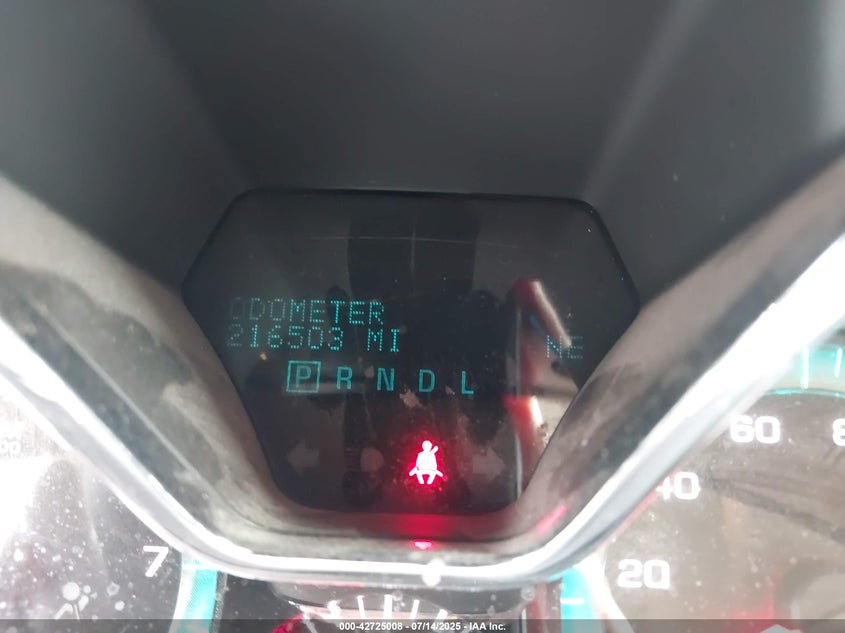 ODOMETER
216503 MI
NE
P R N D L
60
40
20
7
000-42725008 - 07/14/2025 - IAA Inc.